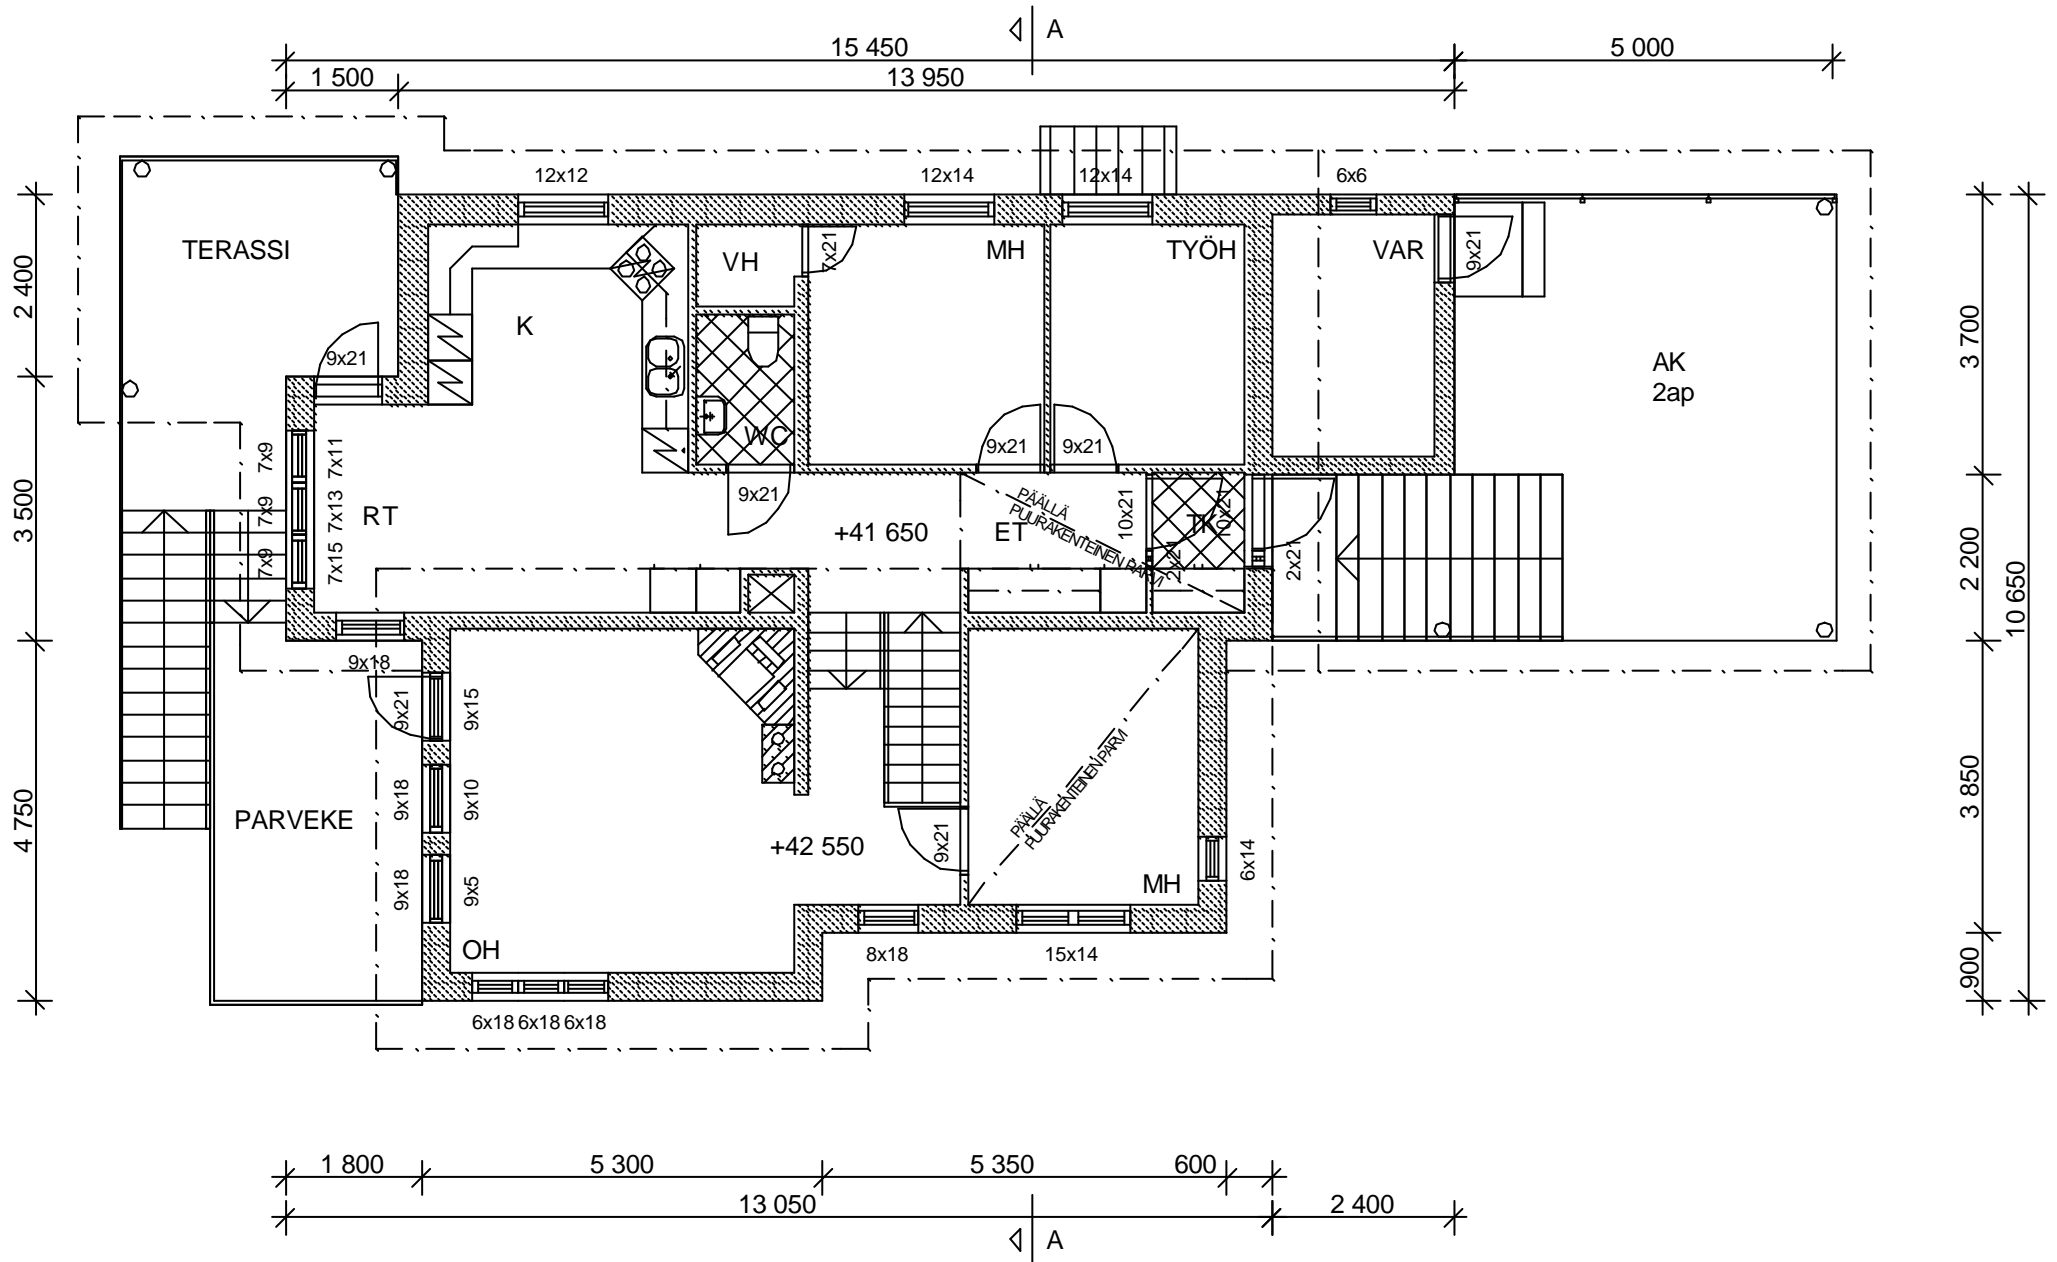 A
15 450
5 000
1 500
13 950
12x12
12x14
12x14
6x6
TERASSI
VH
7x21
MH
TYÖH
VAR
9x21
2 400
K
3 700
9x21
AK
2ap
WC
9x21
9x21
7x9
7x11
9x21
3 500
7x9
7x13
RT
+41 650
PÄÄLLÄ
PUURAKENTEINEN PARVI
ET
10x21
TK
10x21
7x9
7x15
2x21
2x21
2 200
10 650
9x18
9x21
9x15
4 750
PARVEKE
9x18
9x10
+42 550
9x21
PÄÄLLÄ
PUURAKENTEINEN PARVI
3 850
6x14
9x18
9x5
MH
OH
8x18
15x14
900
6x18
6x18
6x18
1 800
5 300
5 350
600
13 050
2 400
A